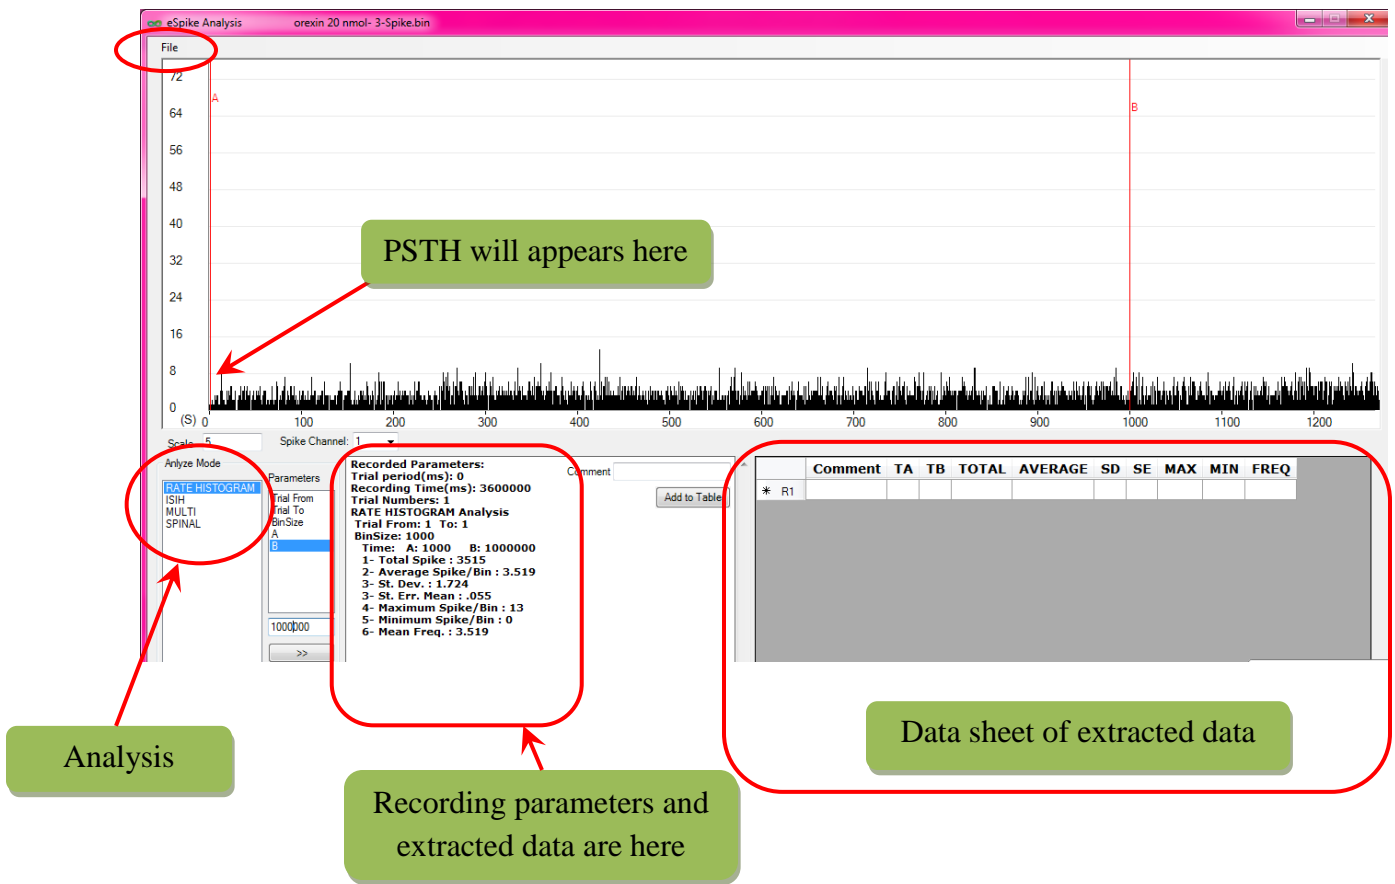 eSpike Analysis orexin 20 nmol- 3-Spike.bin
File
72
64
56
48
40
32
24
16
8
0
A
B
PSTH will appears here
(S) 0 100 200 300 400 500 600 700 800 900 1000 1100 1200
Scale 5 Spike Channel: 1
Anlyze Mode
RATE HISTOGRAM
ISIH
MULTI
SPINAL
Parameters
Trial From
Trial To
BinSize
A
B
1000000
>>
Recorded Parameters:
Trial period(ms): 0
Recording Time(ms): 3600000
Trial Numbers: 1
RATE HISTOGRAM Analysis
Trial From: 1 To: 1
BinSize: 1000
Time: A: 1000 B: 1000000
1- Total Spike : 3515
2- Average Spike/Bin : 3.519
3- St. Dev. : 1.724
3- St. Err. Mean : .055
4- Maximum Spike/Bin : 13
5- Minimum Spike/Bin : 0
6- Mean Freq. : 3.519
Comment
Add to Table
Comment TA TB TOTAL AVERAGE SD SE MAX MIN FREQ
* R1
Analysis
Recording parameters and
extracted data are here
Data sheet of extracted data